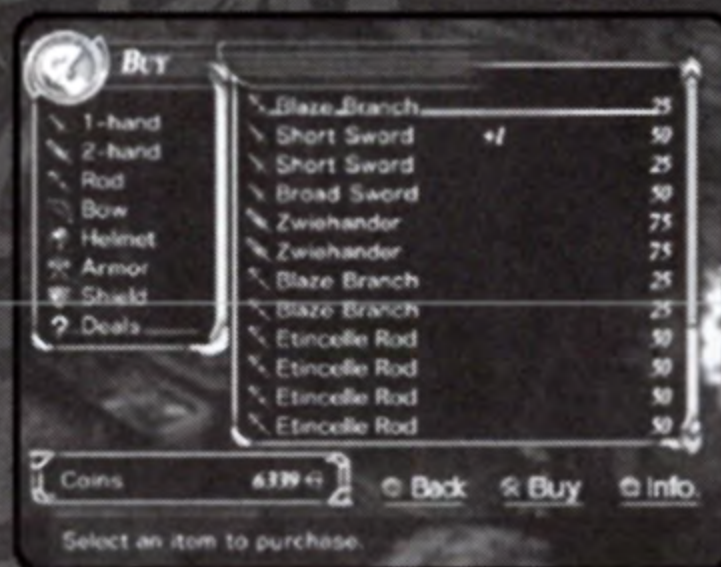 BUY
1-hand
2-hand
Rod
Bow
Helmet
Armor
Shield
? Deals
Blaze Branch 25
Short Sword +1 50
Short Sword 25
Broad Sword 50
Zwiehander 75
Zwiehander 75
Blaze Branch 25
Blaze Branch 25
Etincelle Rod 50
Etincelle Rod 50
Etincelle Rod 50
Etincelle Rod 50
Coins 6339
Back Buy Info.
Select an item to purchase.